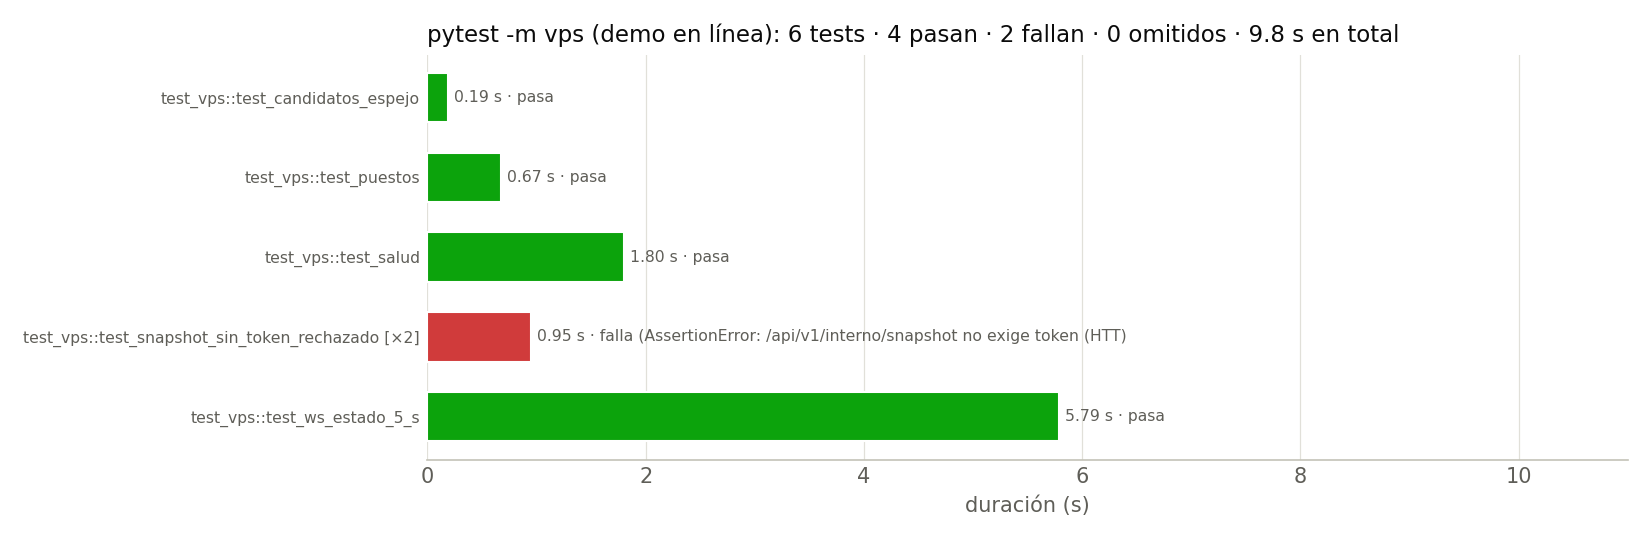 pytest -m vps (demo en línea): 6 tests · 4 pasan · 2 fallan · 0 omitidos · 9.8 s en total
test_vps::test_candidatos_espejo 0.19 s · pasa
test_vps::test_puestos 0.67 s · pasa
test_vps::test_salud 1.80 s · pasa
test_vps::test_snapshot_sin_token_rechazado [×2] 0.95 s · falla (AssertionError: /api/v1/interno/snapshot no exige token (HTT)
test_vps::test_ws_estado_5_s 5.79 s · pasa
0 2 4 6 8 10
duración (s)